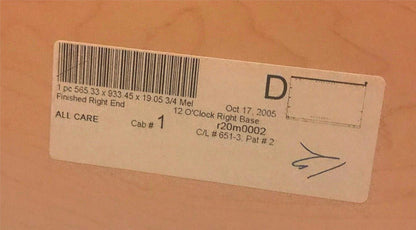 D
1 pc 565.33 x 933.45 x 19.05 3/4 Mel
Oct 17, 2005
Finished Right End
12 O'Clock Right Base
r20m0002
ALL CARE
Cab # 1
C/L # 651-3, Pat # 2